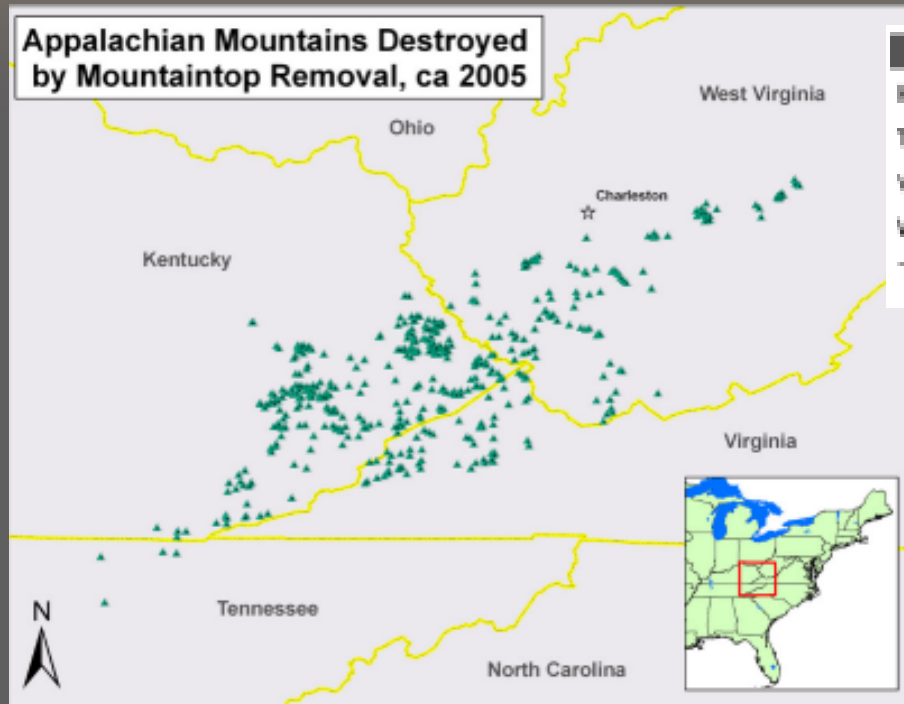 Appalachian Mountains Destroyed
by Mountaintop Removal, ca 2005
West Virginia
Ohio
Charleston
Kentucky
Virginia
Tennessee
N
North Carolina